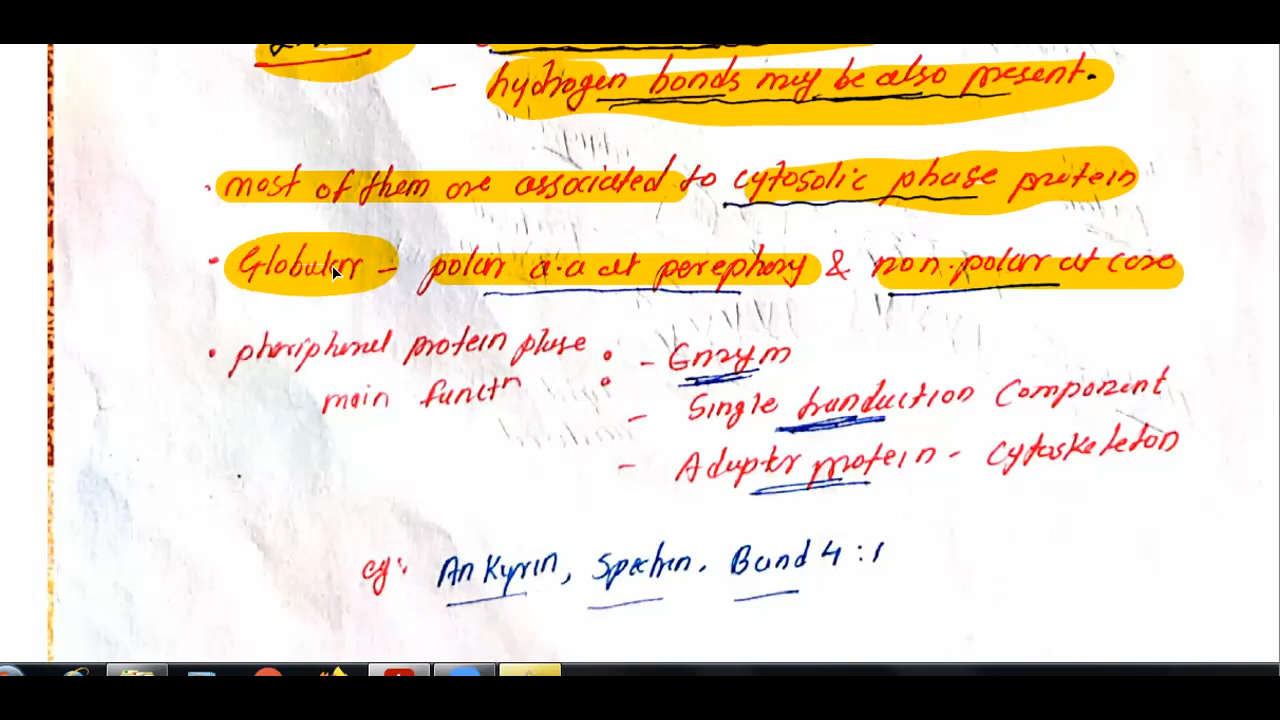 - hydrogen bonds may be also present.
• most of them are associated to cytosolic phase protein
• Globular - polar a.a at perephery & non-polar at core
• pheripheral protein pluse : - Enzym
main functn
- Single tranduction Component
- Adupter protein - cytoskeleton
eg: Ankyrin, Spectrin, Band 4:1